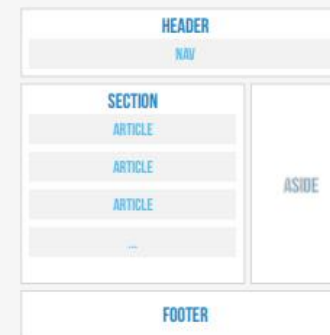 HEADER
NAV
SECTION
ARTICLE
ARTICLE
ARTICLE
...
ASIDE
FOOTER